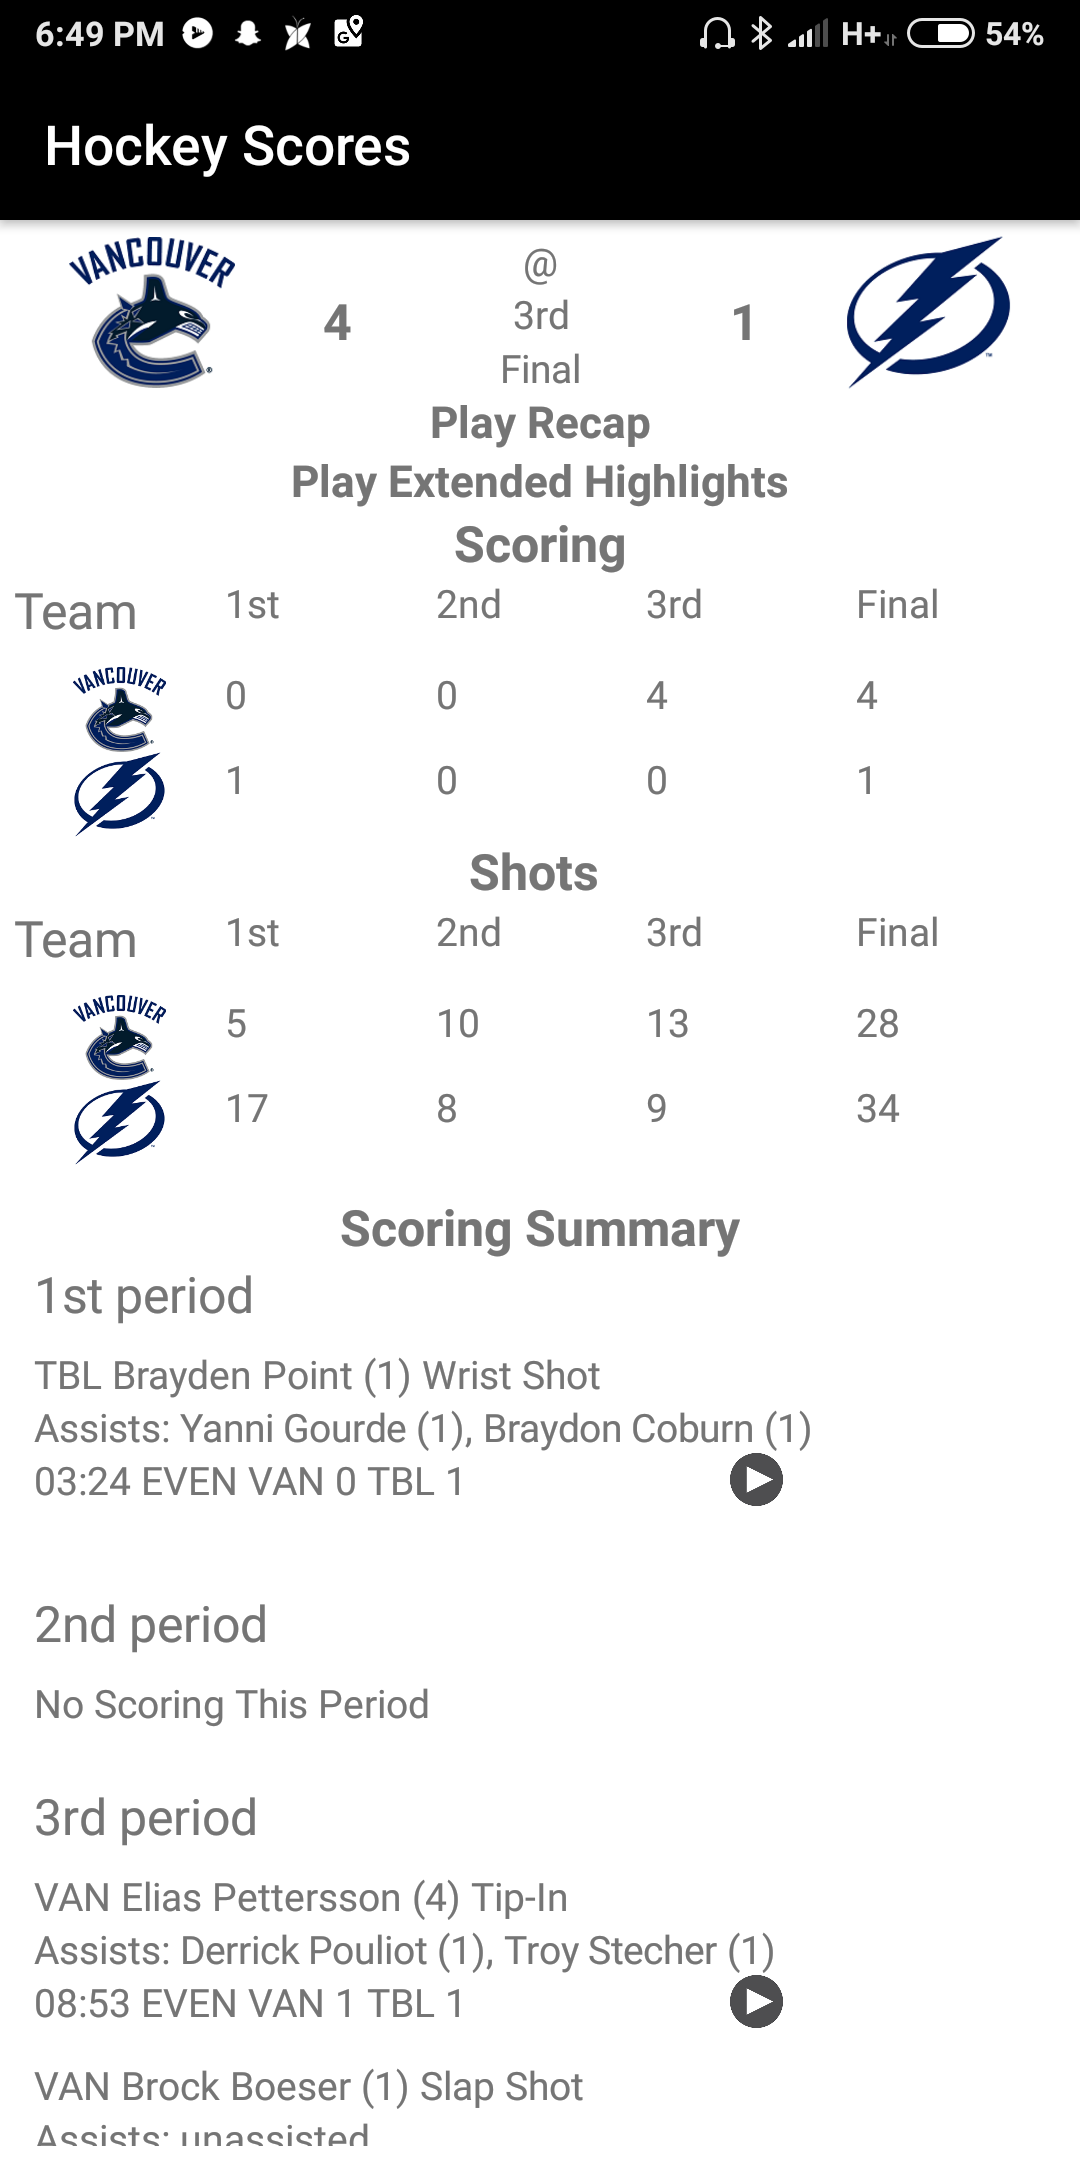 6:49 PM H+ 54%
Hockey Scores
VANCOUVER
4 @ 1
3rd
Final
Play Recap
Play Extended Highlights
Scoring
Team 1st 2nd 3rd Final
VANCOUVER 0 0 4 4
1 0 0 1
Shots
Team 1st 2nd 3rd Final
VANCOUVER 5 10 13 28
17 8 9 34
Scoring Summary
1st period
TBL Brayden Point (1) Wrist Shot
Assists: Yanni Gourde (1), Braydon Coburn (1)
03:24 EVEN VAN 0 TBL 1
2nd period
No Scoring This Period
3rd period
VAN Elias Pettersson (4) Tip-In
Assists: Derrick Pouliot (1), Troy Stecher (1)
08:53 EVEN VAN 1 TBL 1
VAN Brock Boeser (1) Slap Shot
Assists: unassisted